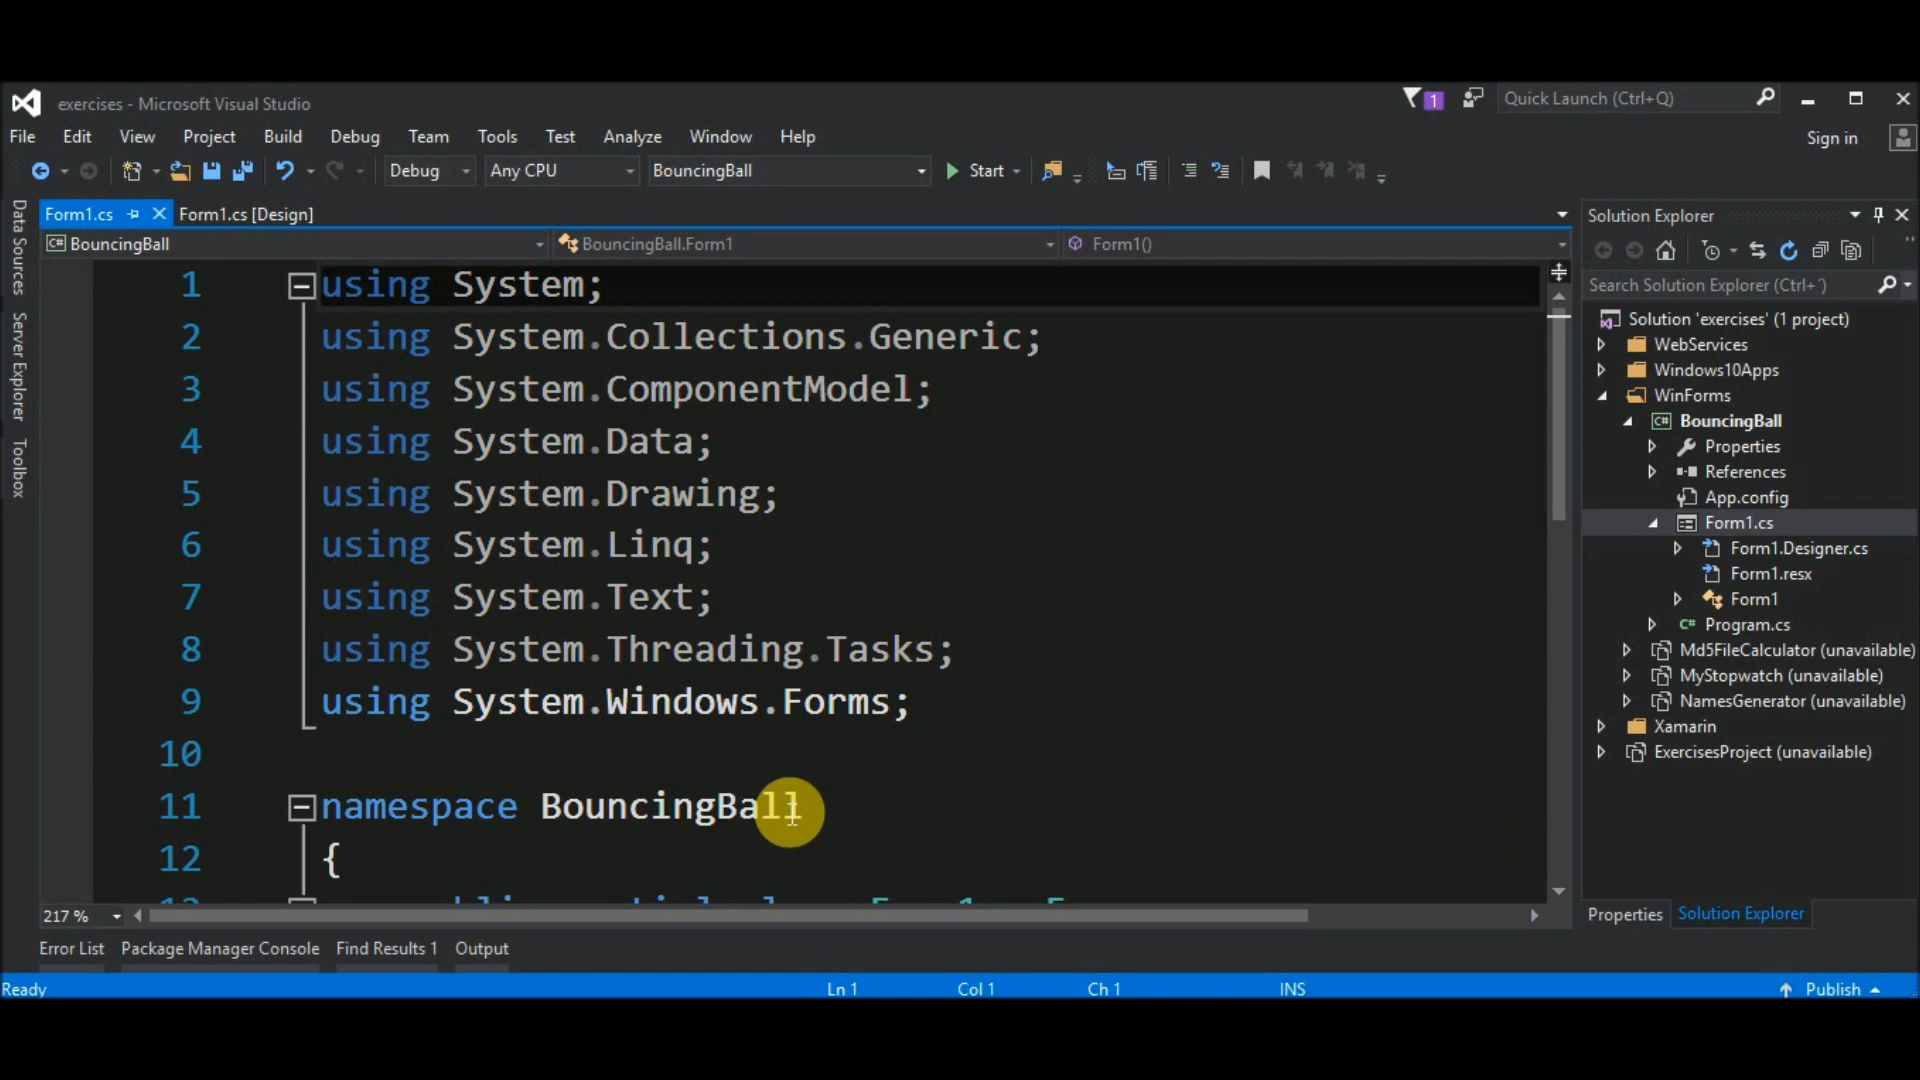 exercises - Microsoft Visual Studio
1
Quick Launch (Ctrl+Q)
File Edit View Project Build Debug Team Tools Test Analyze Window Help
Sign in
Debug Any CPU BouncingBall Start
Data Sources
Server Explorer
Toolbox
Form1.cs Form1.cs [Design]
C# BouncingBall BouncingBall.Form1 Form1()
1 using System;
2 using System.Collections.Generic;
3 using System.ComponentModel;
4 using System.Data;
5 using System.Drawing;
6 using System.Linq;
7 using System.Text;
8 using System.Threading.Tasks;
9 using System.Windows.Forms;
10
11 namespace BouncingBall
12 {
217 %
Solution Explorer
Search Solution Explorer (Ctrl+¨)
Solution 'exercises' (1 project)
WebServices
Windows10Apps
WinForms
C# BouncingBall
Properties
References
App.config
Form1.cs
Form1.Designer.cs
Form1.resx
Form1
C# Program.cs
Md5FileCalculator (unavailable)
MyStopwatch (unavailable)
NamesGenerator (unavailable)
Xamarin
ExercisesProject (unavailable)
Properties Solution Explorer
Error List Package Manager Console Find Results 1 Output
Ready Ln 1 Col 1 Ch 1 INS Publish